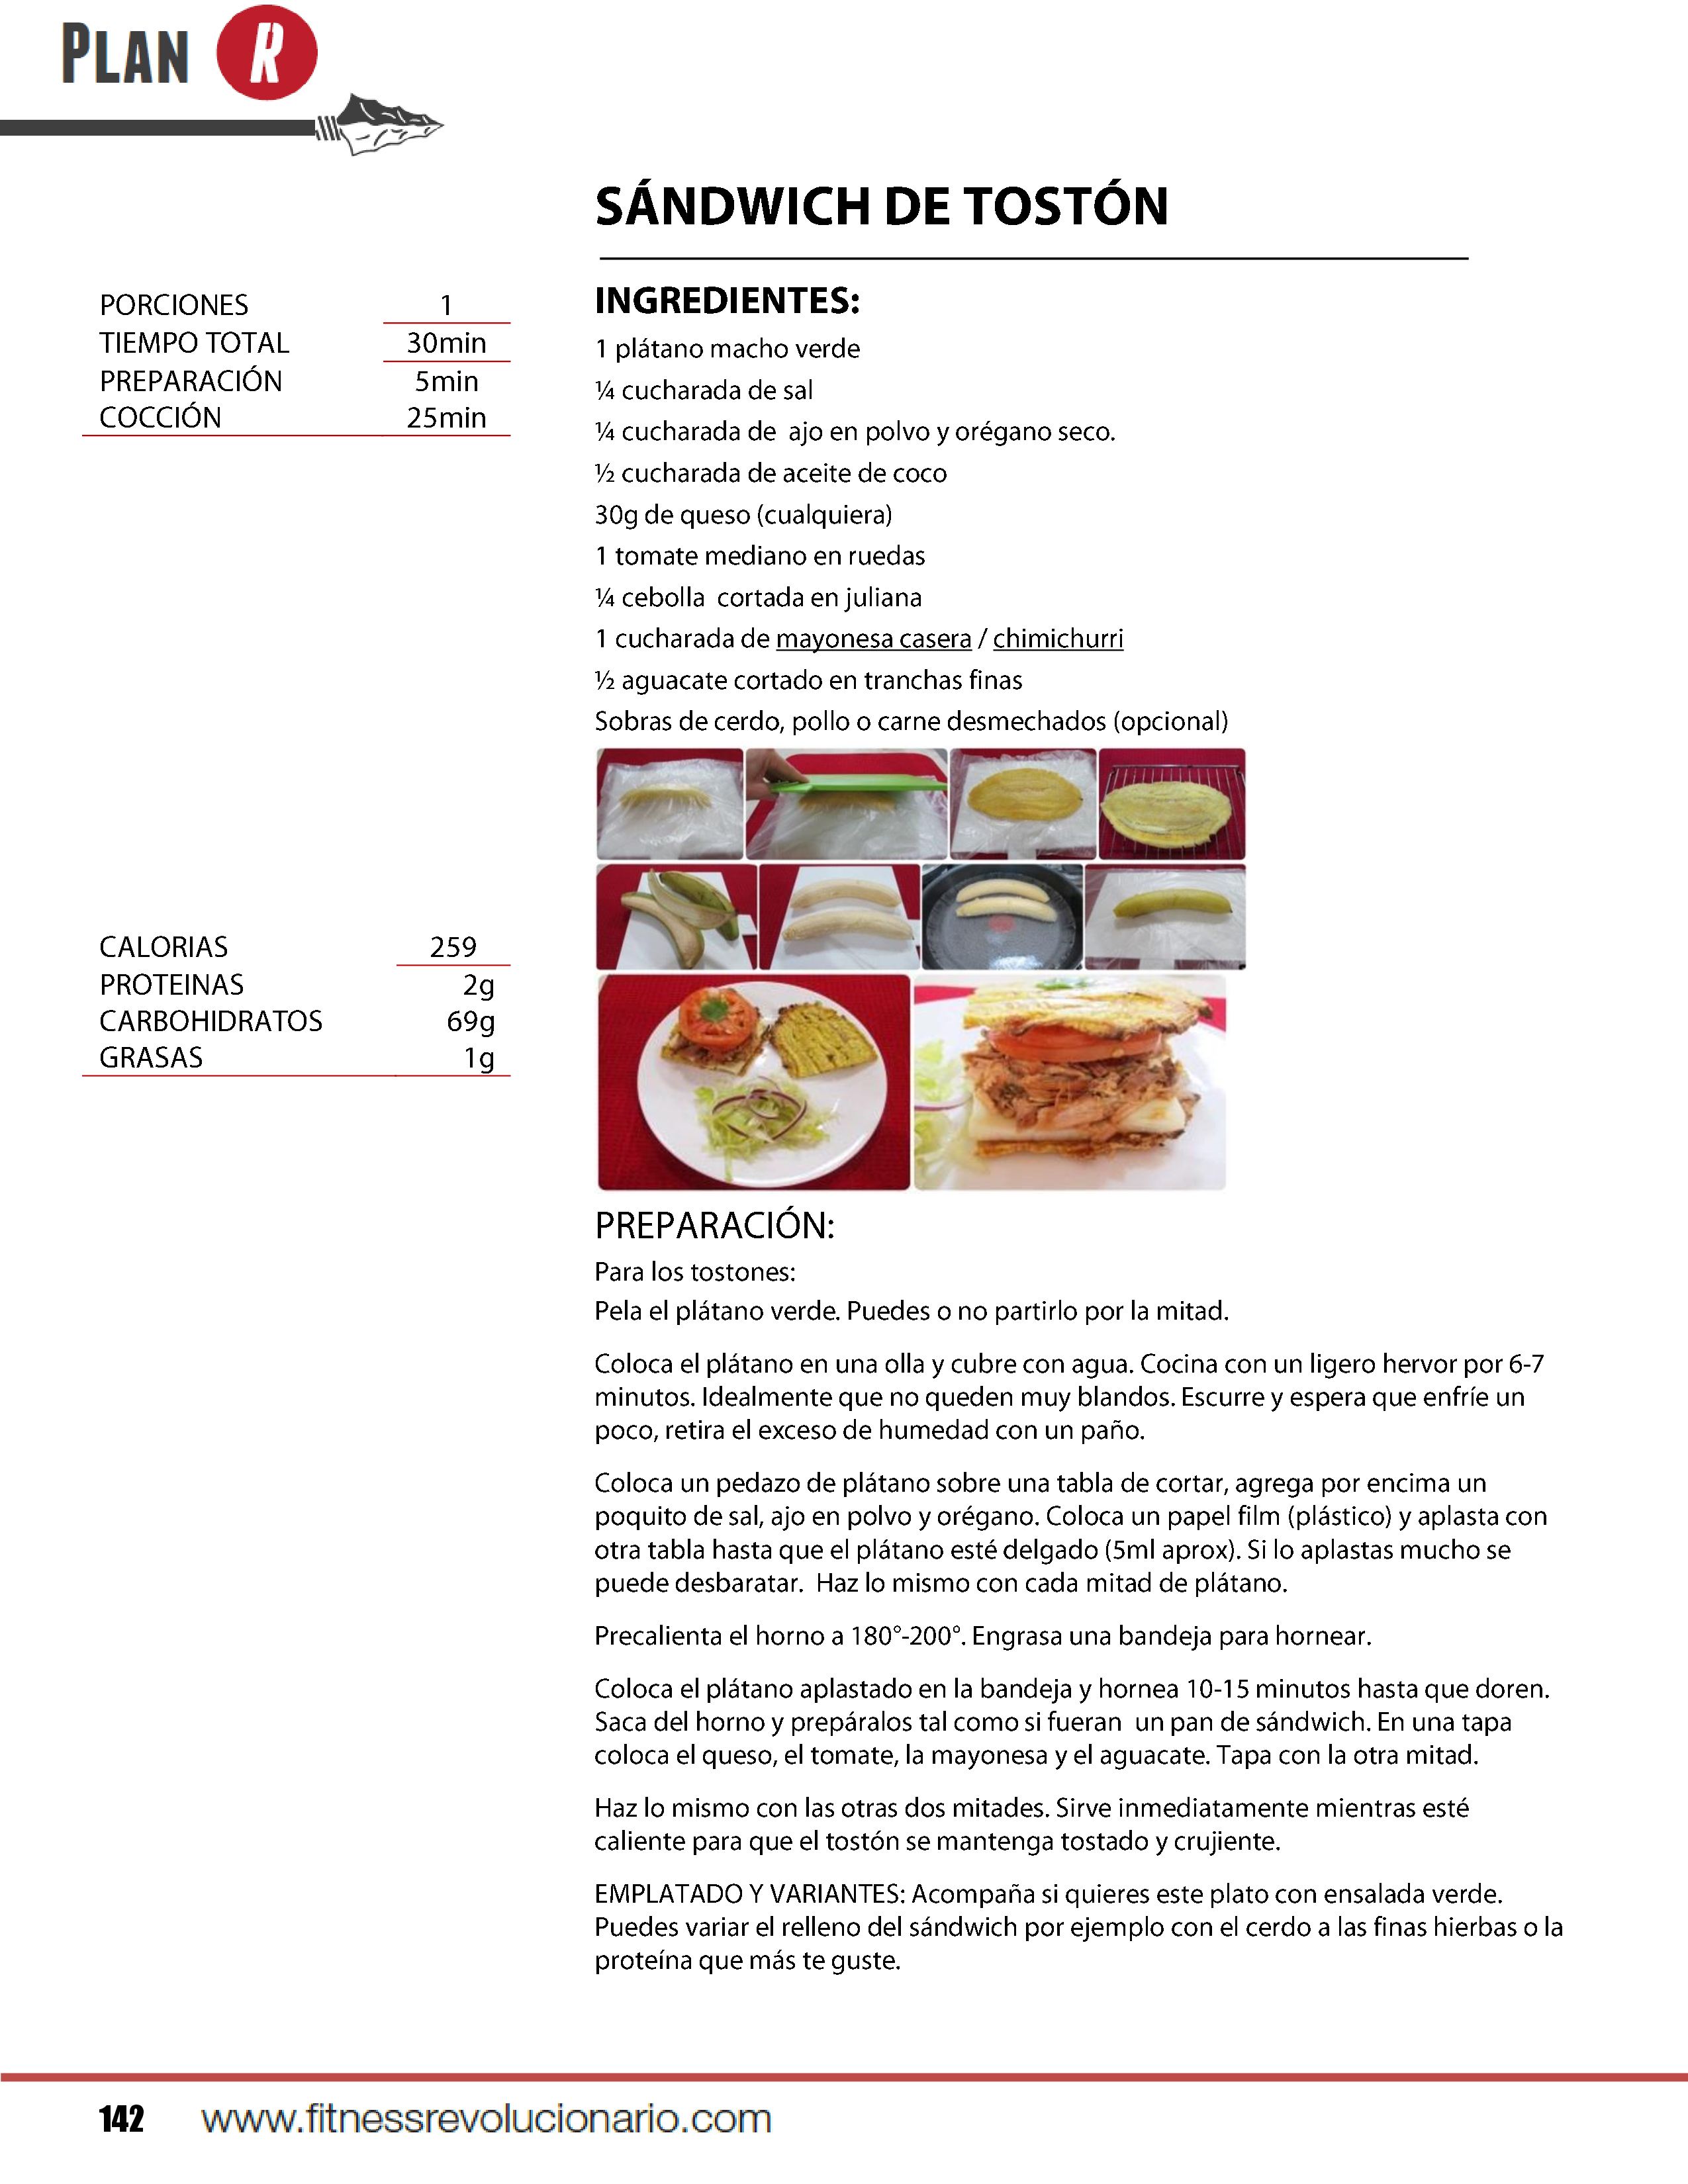 PLAN R
SÁNDWICH DE TOSTÓN
PORCIONES 1
TIEMPO TOTAL 30min
PREPARACIÓN 5min
COCCIÓN 25min
INGREDIENTES:
1 plátano macho verde
¼ cucharada de sal
¼ cucharada de  ajo en polvo y orégano seco.
½ cucharada de aceite de coco
30g de queso (cualquiera)
1 tomate mediano en ruedas
¼ cebolla  cortada en juliana
1 cucharada de mayonesa casera / chimichurri
½ aguacate cortado en tranchas finas
Sobras de cerdo, pollo o carne desmechados (opcional)
CALORIAS 259
PROTEINAS 2g
CARBOHIDRATOS 69g
GRASAS 1g
PREPARACIÓN:
Para los tostones:
Pela el plátano verde. Puedes o no partirlo por la mitad.
Coloca el plátano en una olla y cubre con agua. Cocina con un ligero hervor por 6-7
minutos. Idealmente que no queden muy blandos. Escurre y espera que enfríe un
poco, retira el exceso de humedad con un paño.
Coloca un pedazo de plátano sobre una tabla de cortar, agrega por encima un
poquito de sal, ajo en polvo y orégano. Coloca un papel film (plástico) y aplasta con
otra tabla hasta que el plátano esté delgado (5ml aprox). Si lo aplastas mucho se
puede desbaratar.  Haz lo mismo con cada mitad de plátano.
Precalienta el horno a 180°-200°. Engrasa una bandeja para hornear.
Coloca el plátano aplastado en la bandeja y hornea 10-15 minutos hasta que doren.
Saca del horno y prepáralos tal como si fueran  un pan de sándwich. En una tapa
coloca el queso, el tomate, la mayonesa y el aguacate. Tapa con la otra mitad.
Haz lo mismo con las otras dos mitades. Sirve inmediatamente mientras esté
caliente para que el tostón se mantenga tostado y crujiente.
EMPLATADO Y VARIANTES: Acompaña si quieres este plato con ensalada verde.
Puedes variar el relleno del sándwich por ejemplo con el cerdo a las finas hierbas o la
proteína que más te guste.
142 www.fitnessrevolucionario.com